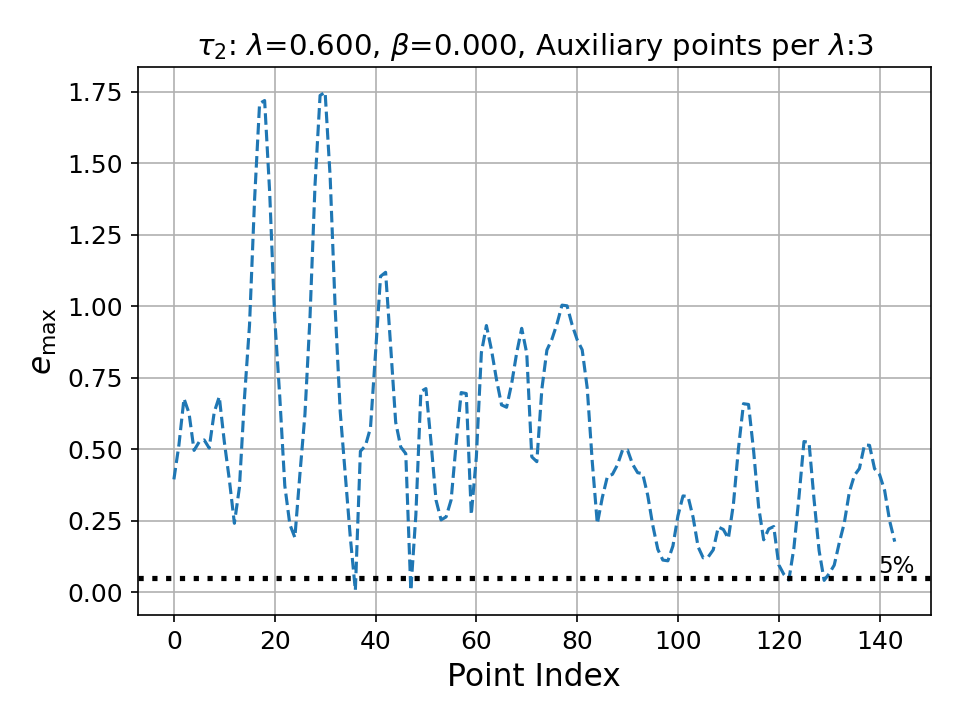 τ₂: λ=0.600, β=0.000, Auxiliary points per λ:3
1.75
1.50
1.25
1.00
0.75
0.50
0.25
0.00
e_max
5%
0 20 40 60 80 100 120 140
Point Index